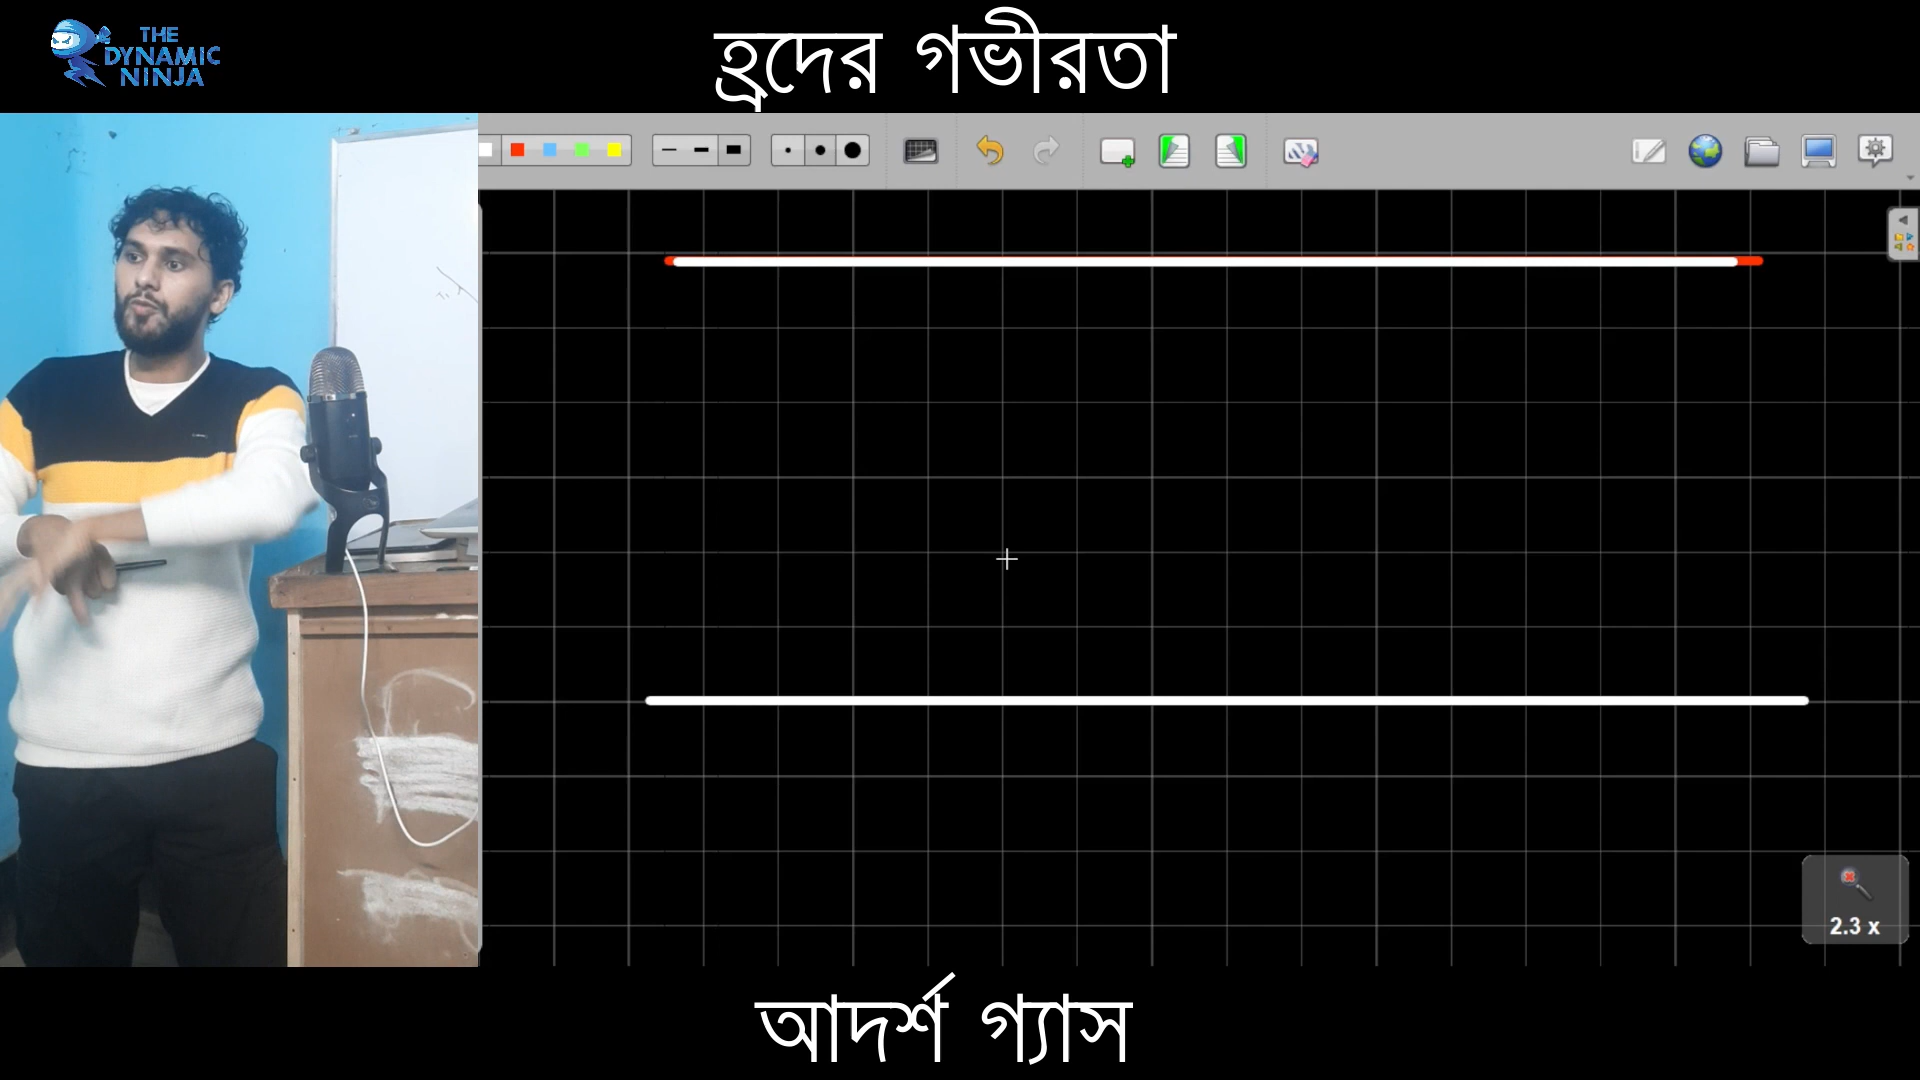 THE
DYNAMIC
NINJA
হ্রদের গভীরতা
2.3 x
আদর্শ গ্যাস